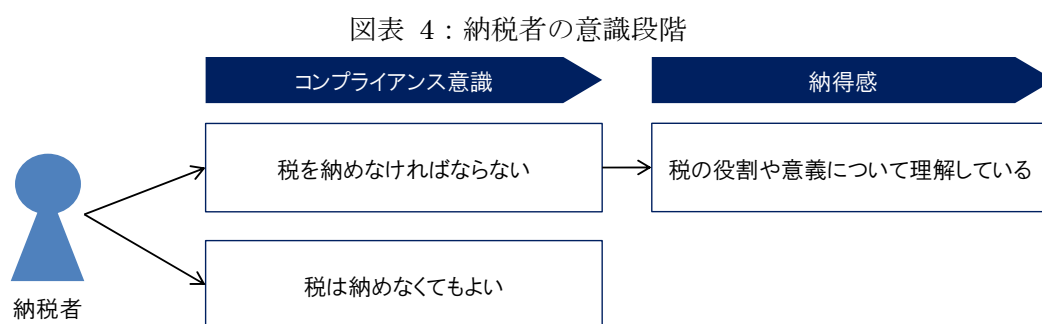 図表 4：納税者の意識段階
コンプライアンス意識
納得感
税を納めなければならない
税の役割や意義について理解している
税は納めなくてもよい
納税者